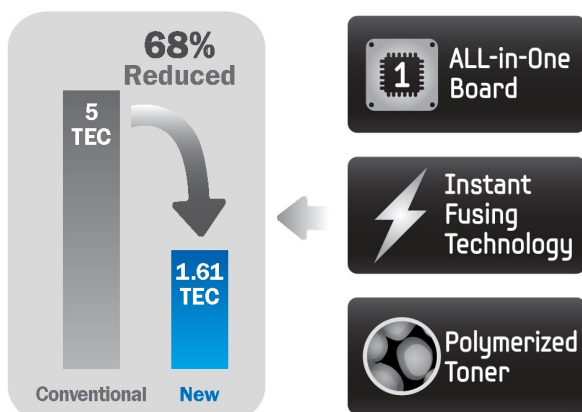 68%
Reduced
5
TEC
1.61
TEC
Conventional
New
1
ALL-in-One
Board
Instant
Fusing
Technology
Polymerized
Toner